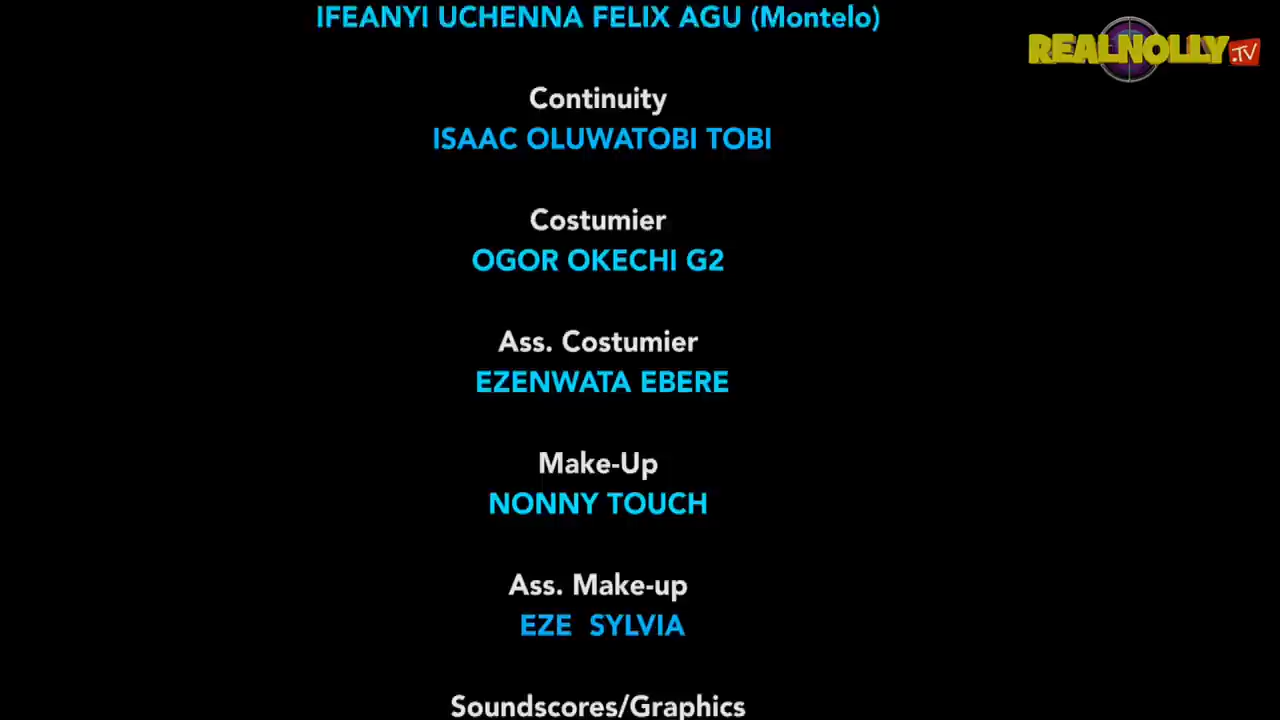 IFEANYI UCHENNA FELIX AGU (Montelo)
REALNOLLY.TV
Continuity
ISAAC OLUWATOBI TOBI
Costumier
OGOR OKECHI G2
Ass. Costumier
EZENWATA EBERE
Make-Up
NONNY TOUCH
Ass. Make-up
EZE  SYLVIA
Soundscores/Graphics